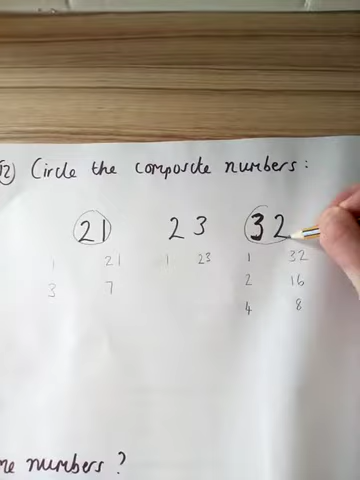 12) Circle the composite numbers:
21 23 32
1 21 1 23 1 32
3 7 2 16
4 8
me numbers?